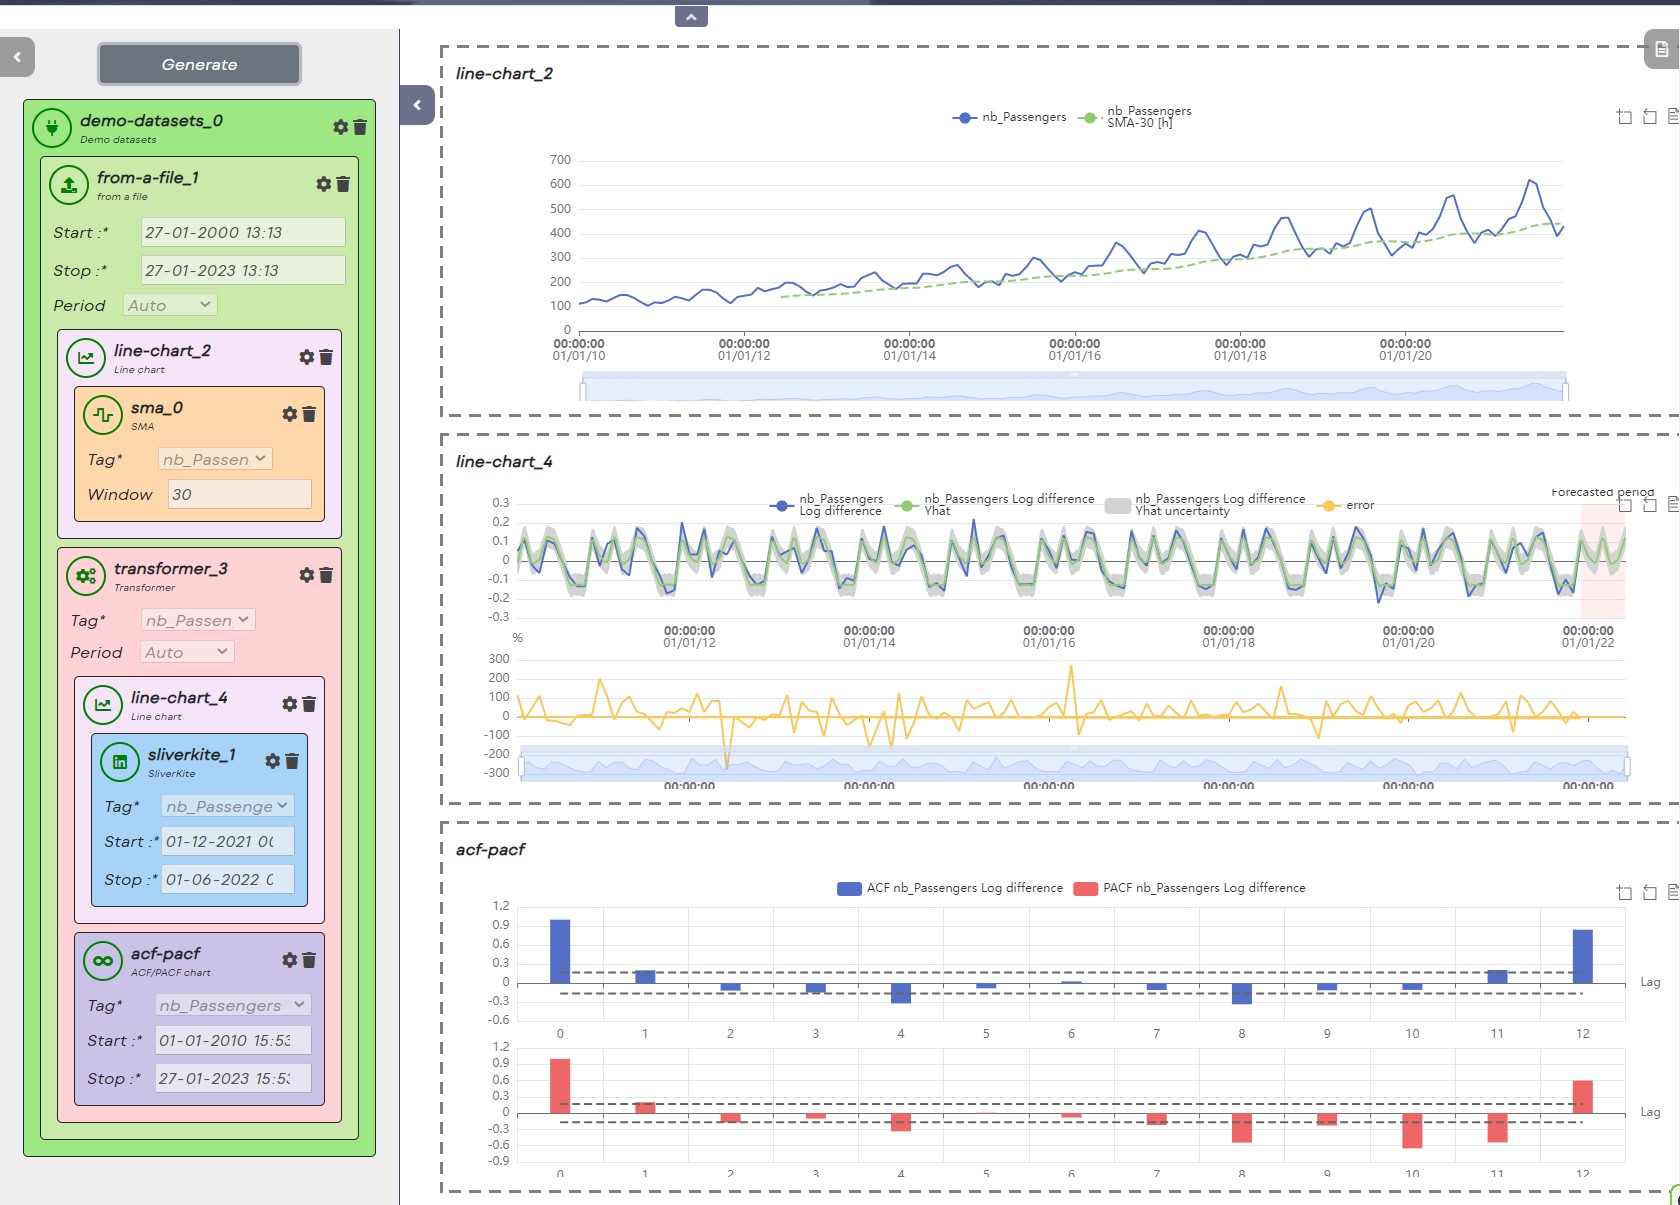 Generate
demo-datasets_0
Demo datasets
from-a-file_1
from a file
Start :* 27-01-2000 13:13
Stop :* 27-01-2023 13:13
Period Auto
line-chart_2
Line chart
sma_0
SMA
Tag* nb_Passen
Window 30
transformer_3
Transformer
Tag* nb_Passen
Period Auto
line-chart_4
Line chart
sliverkite_1
SliverKite
Tag* nb_Passenge
Start :* 01-12-2021 0
Stop :* 01-06-2022
acf-pacf
ACF/PACF chart
Tag* nb_Passengers
Start :* 01-01-2010 15:53
Stop :* 27-01-2023 15:5
line-chart_2
nb_Passengers
nb_Passengers
SMA-30 [h]
700
600
500
400
300
200
100
0
00:00:00 00:00:00 00:00:00 00:00:00 00:00:00 00:00:00
01/01/10 01/01/12 01/01/14 01/01/16 01/01/18 01/01/20
line-chart_4
nb_Passengers
Log difference
nb_Passengers Log difference
Yhat
nb_Passengers Log difference
Yhat uncertainty
error
Forecasted period
0.3
0.2
0.1
0
-0.1
-0.2
-0.3
00:00:00 00:00:00 00:00:00 00:00:00 00:00:00 00:00:00
01/01/12 01/01/14 01/01/16 01/01/18 01/01/20 01/01/22
%
300
200
100
0
-100
-200
-300
00:00:00 00:00:00 00:00:00 00:00:00 00:00:00 00:00:00
acf-pacf
ACF nb_Passengers Log difference
PACF nb_Passengers Log difference
1.2
0.9
0.6
0.3
0
-0.3
-0.6
Lag
0 1 2 3 4 5 6 7 8 9 10 11 12
1.2
0.9
0.6
0.3
0
-0.3
-0.6
-0.9
Lag
0 1 2 3 4 5 6 7 8 9 10 11 12